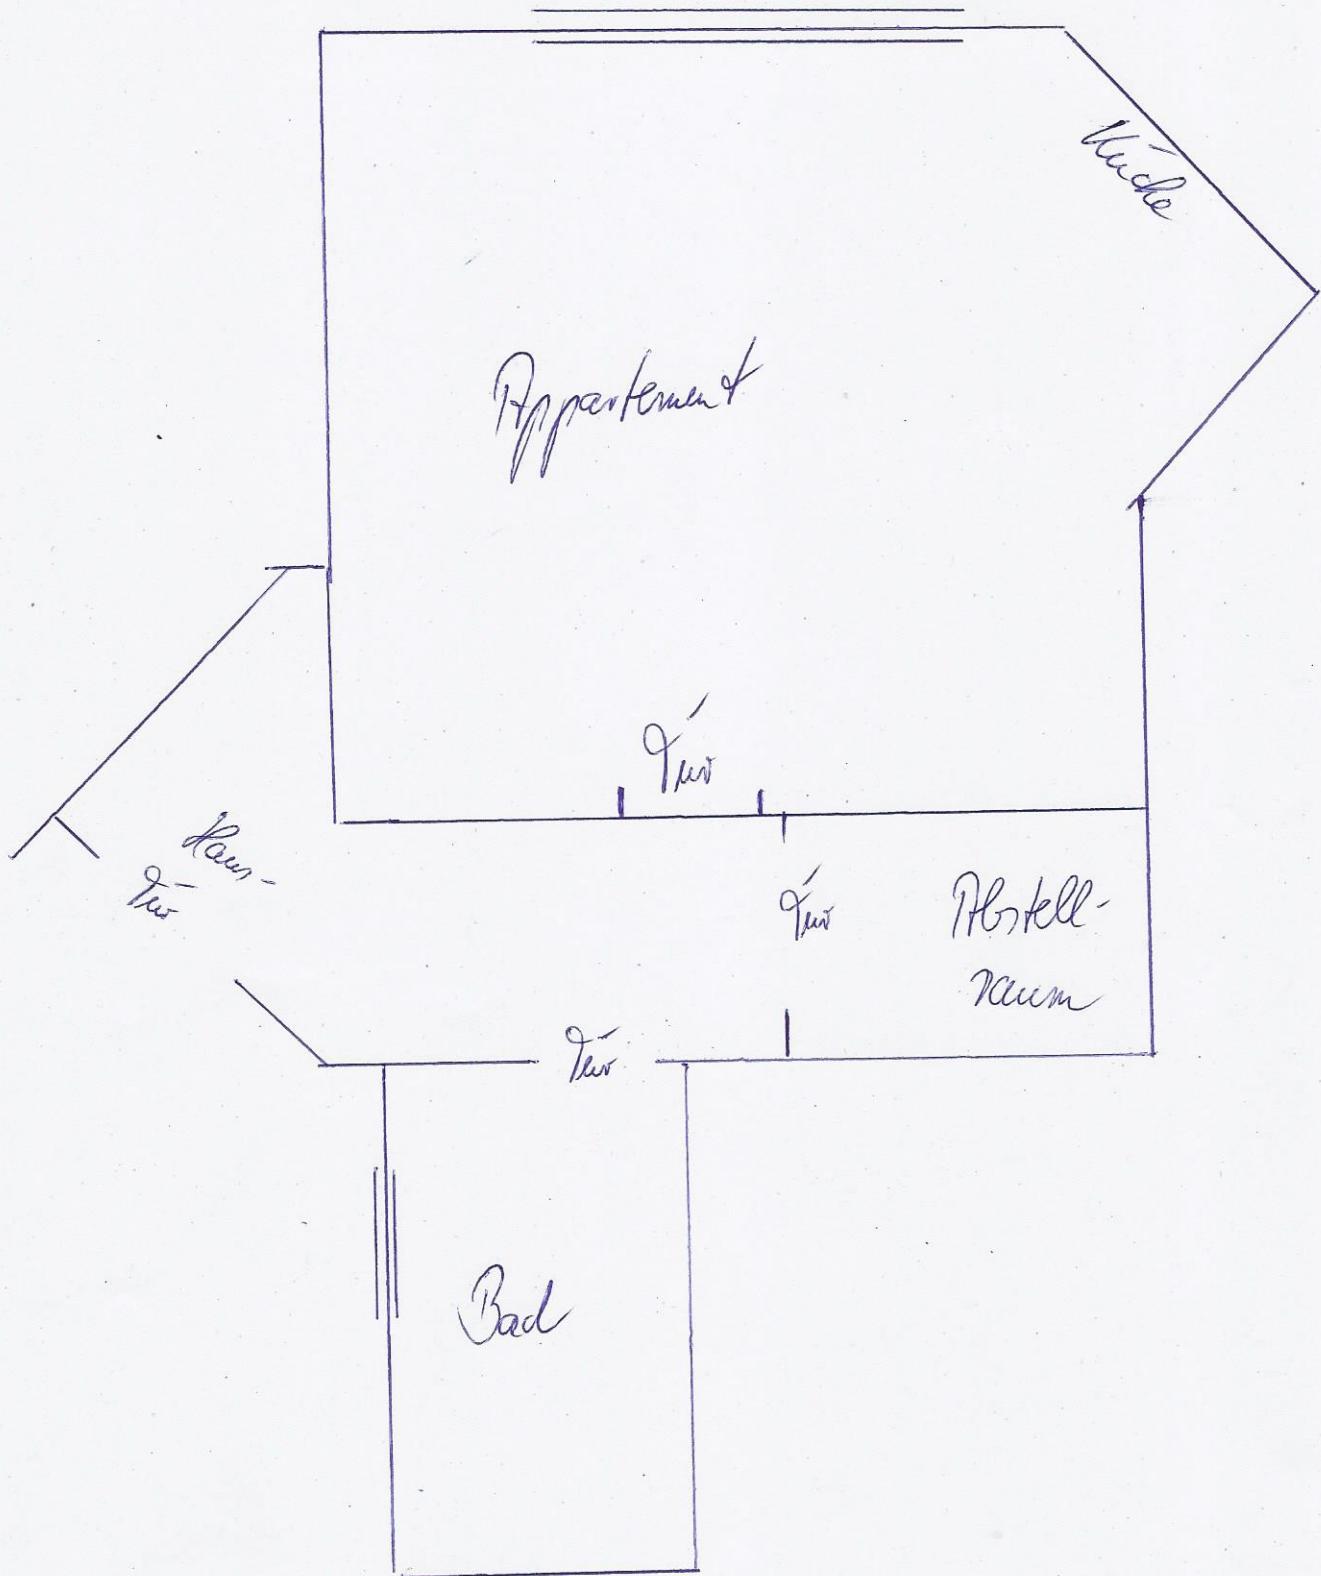 Küche
Appartement
Tür
Haus-
tür
Tür
Abstell-
raum
Tür
Bad